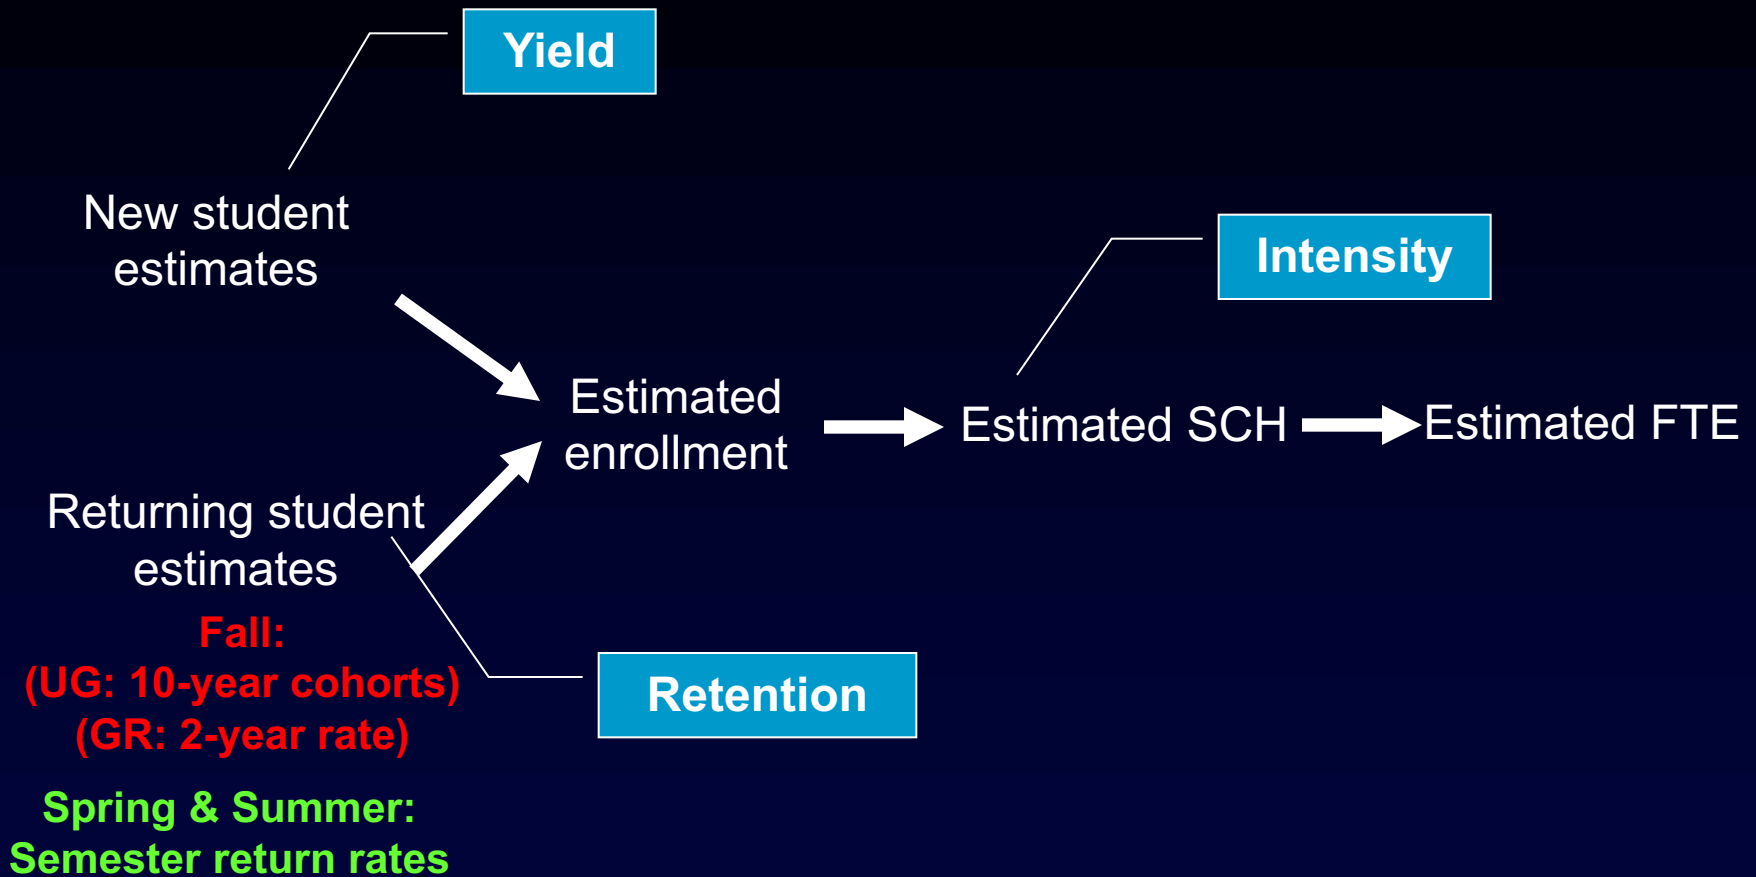 Yield
New student
estimates
Intensity
Estimated
enrollment
Estimated SCH
Estimated FTE
Returning student
estimates
Fall:
(UG: 10-year cohorts)
(GR: 2-year rate)
Retention
Spring & Summer:
Semester return rates